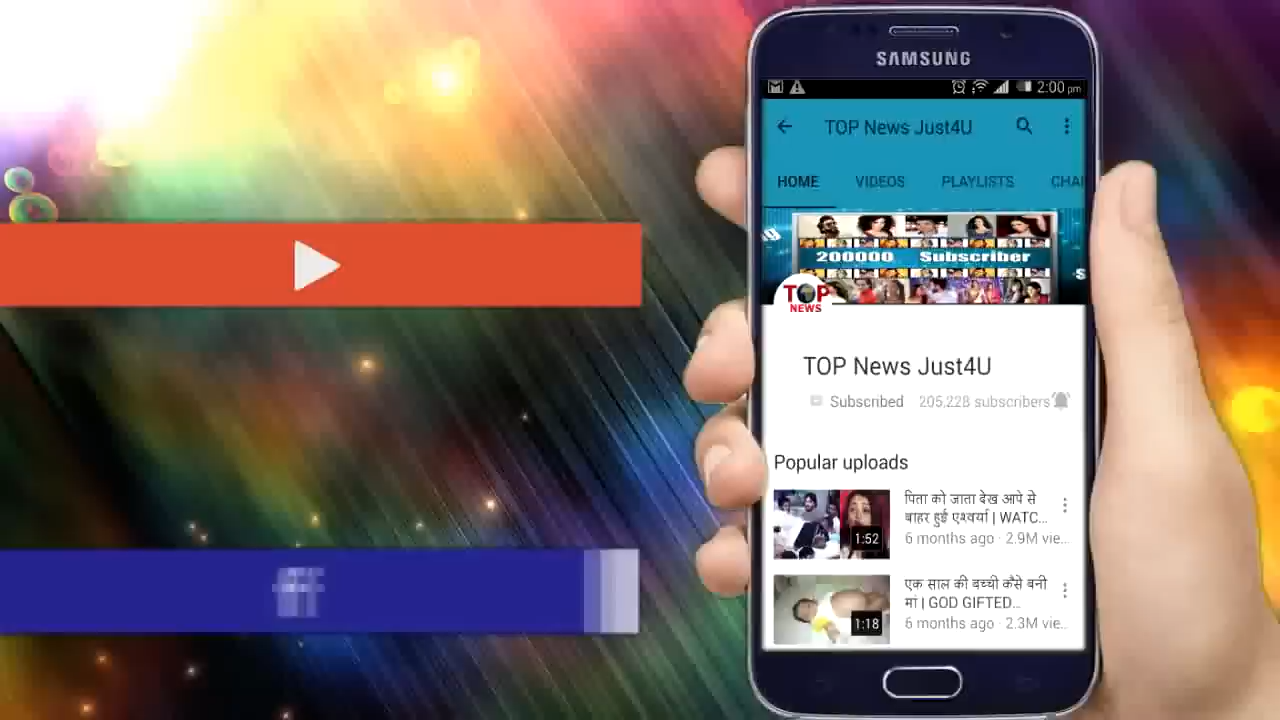 SAMSUNG
2:00 pm
TOP News Just4U
HOME VIDEOS PLAYLISTS CHA
200000 Subscriber
TOP
NEWS
TOP News Just4U
Subscribed 205,228 subscribers
Popular uploads
पिता को जाता देख आपे से
बाहर हुई एश्वर्या | WATC...
6 months ago · 2.9M vie...
1:52
एक साल की बच्ची कैसे बनी
मां | GOD GIFTED...
6 months ago · 2.3M vie...
1:18